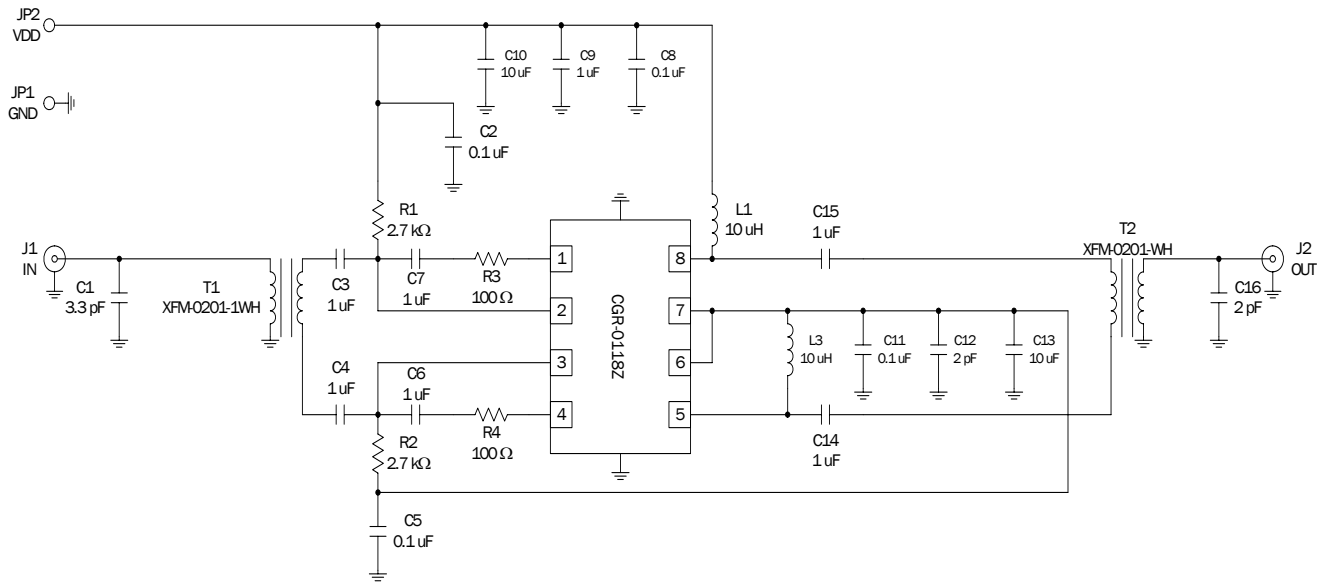 JP2
VDD
C10
10 uF
C9
1 uF
C8
0.1 uF
JP1
GND
C2
0.1 uF
R1
2.7 kΩ
L1
10 uH
C15
1 uF
T2
XFM-0201-WH
J1
IN
J2
OUT
C1
3.3 pF
T1
XFM-0201-1WH
C3
1 uF
C7
1 uF
R3
100 Ω
1
8
C16
2 pF
CGR-0118Z
2
7
L3
10 uH
C11
0.1 uF
C12
2 pF
C13
10 uF
3
6
C4
1 uF
C6
1 uF
4
5
R2
2.7 kΩ
R4
100 Ω
C14
1 uF
C5
0.1 uF